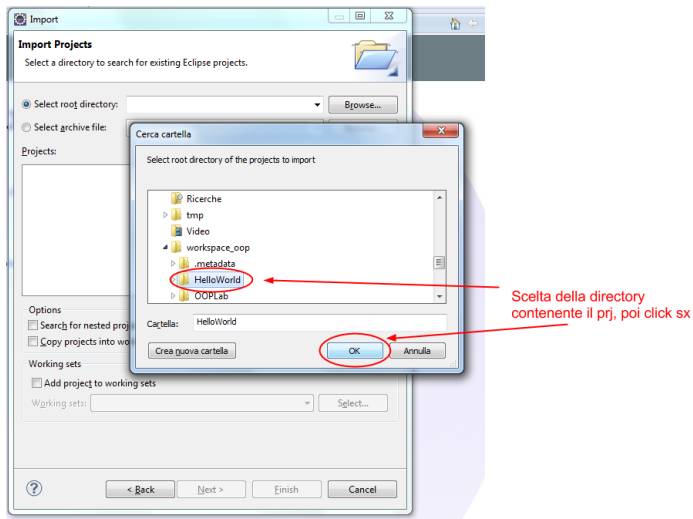 Import
Import Projects
Select a directory to search for existing Eclipse projects.
Select root directory:
Browse...
Select archive file:
Projects:
Cerca cartella
Select root directory of the projects to import
Ricerche
tmp
Video
workspace_oop
.metadata
HelloWorld
OOPLab
Cartella: HelloWorld
Crea nuova cartella
OK
Annulla
Scelta della directory
contenente il prj, poi click sx
Options
Search for nested proj
Copy projects into wo
Working sets
Add project to working sets
Working sets:
Select...
< Back
Next >
Finish
Cancel